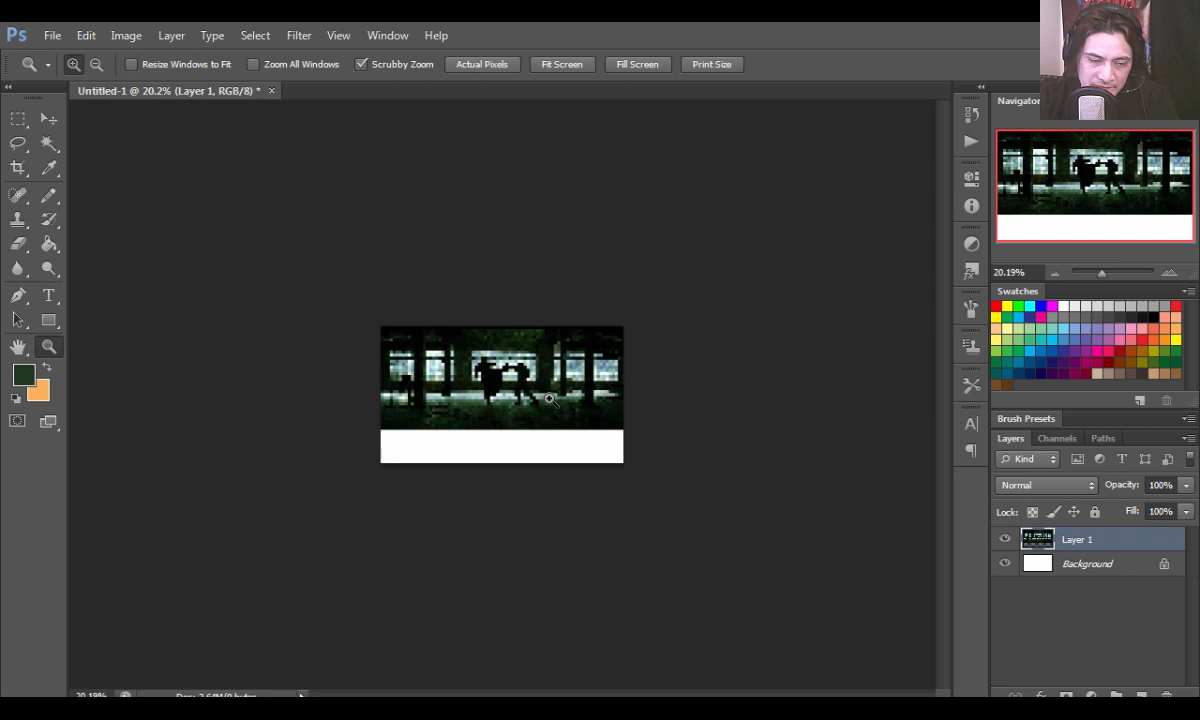 Ps File Edit Image Layer Type Select Filter View Window Help
Resize Windows to Fit Zoom All Windows Scrubby Zoom Actual Pixels Fit Screen Fill Screen Print Size
Untitled-1 @ 20.2% (Layer 1, RGB/8) * ×
Navigator
20.19%
Swatches
Brush Presets
Layers Channels Paths
Kind
Normal Opacity: 100%
Lock: Fill: 100%
Layer 1
Background
20.19%